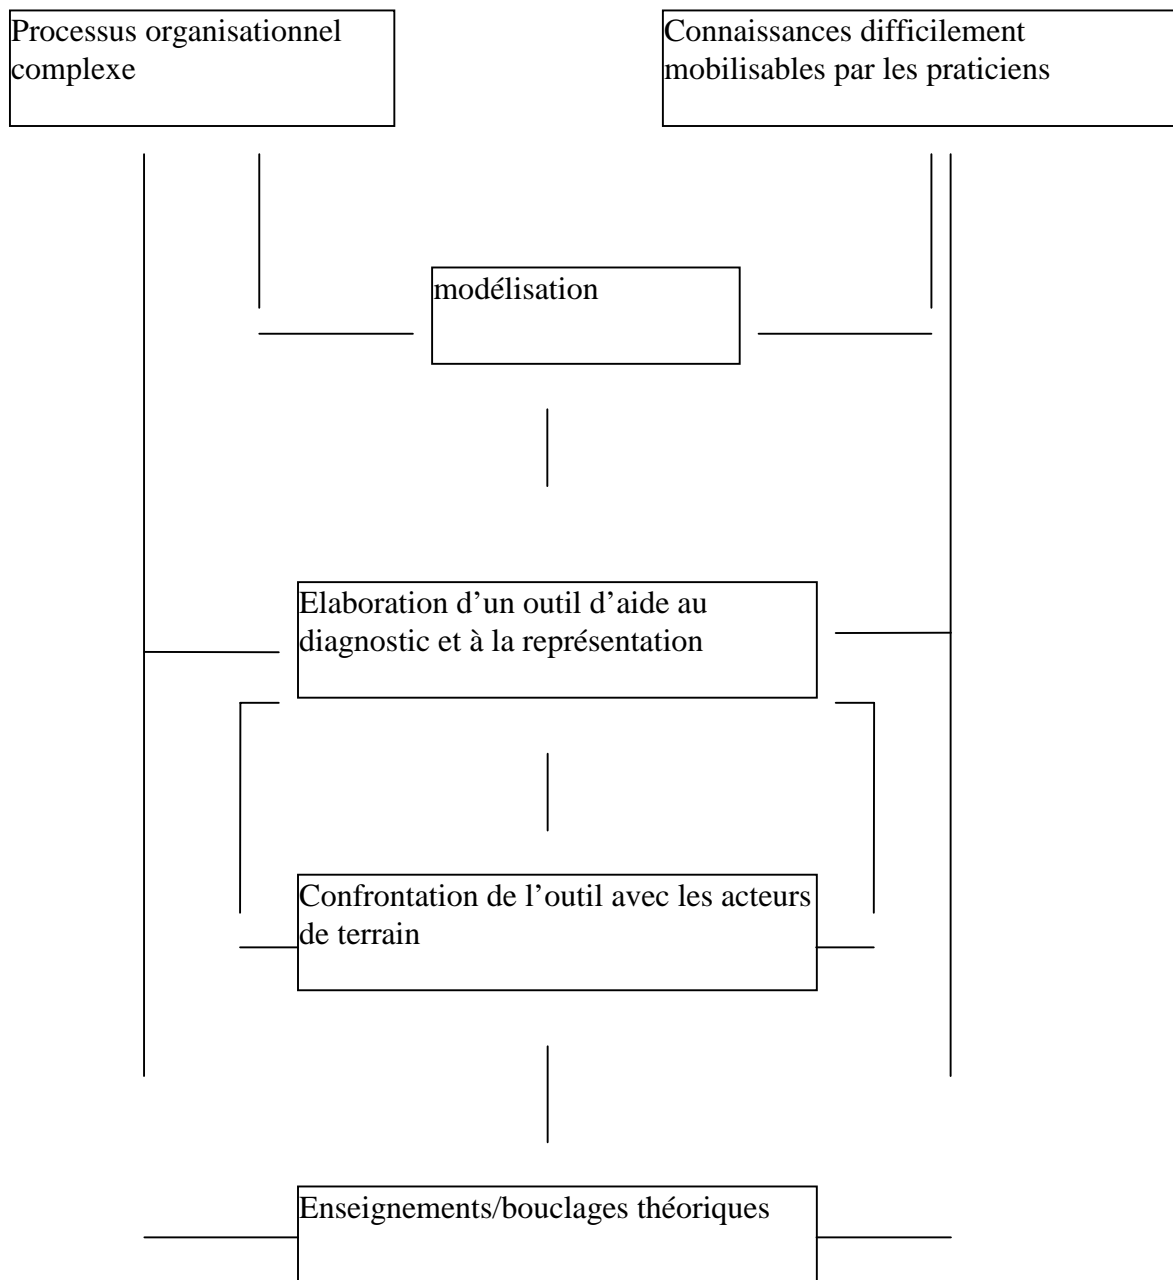 Processus organisationnel
complexe
Connaissances difficilement
mobilisables par les praticiens
modélisation
Elaboration d’un outil d’aide au
diagnostic et à la représentation
Confrontation de l’outil avec les acteurs
de terrain
Enseignements/bouclages théoriques